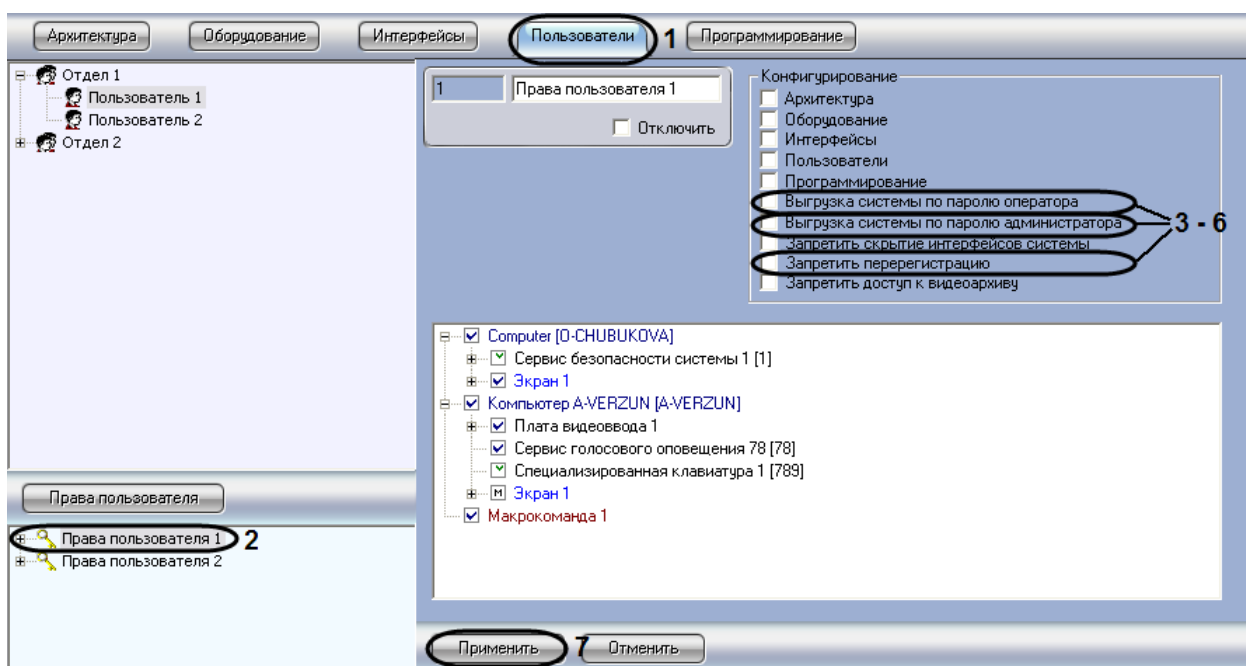 Архитектура Оборудование Интерфейсы Пользователи 1 Программирование
Отдел 1
Пользователь 1
Пользователь 2
Отдел 2
1 Права пользователя 1
Отключить
Конфигурирование
Архитектура
Оборудование
Интерфейсы
Пользователи
Программирование
Выгрузка системы по паролю оператора
Выгрузка системы по паролю администратора
3 - 6
Запретить скрытие интерфейсов системы
Запретить перерегистрацию
Запретить доступ к видеоархиву
Computer [O-CHUBUKOVA]
Сервис безопасности системы 1 [1]
Экран 1
Компьютер A-VERZUN [A-VERZUN]
Плата видеоввода 1
Сервис голосового оповещения 78 [78]
Специализированная клавиатура 1 [789]
М Экран 1
Макрокоманда 1
Права пользователя
Права пользователя 1 2
Права пользователя 2
Применить 7 Отменить